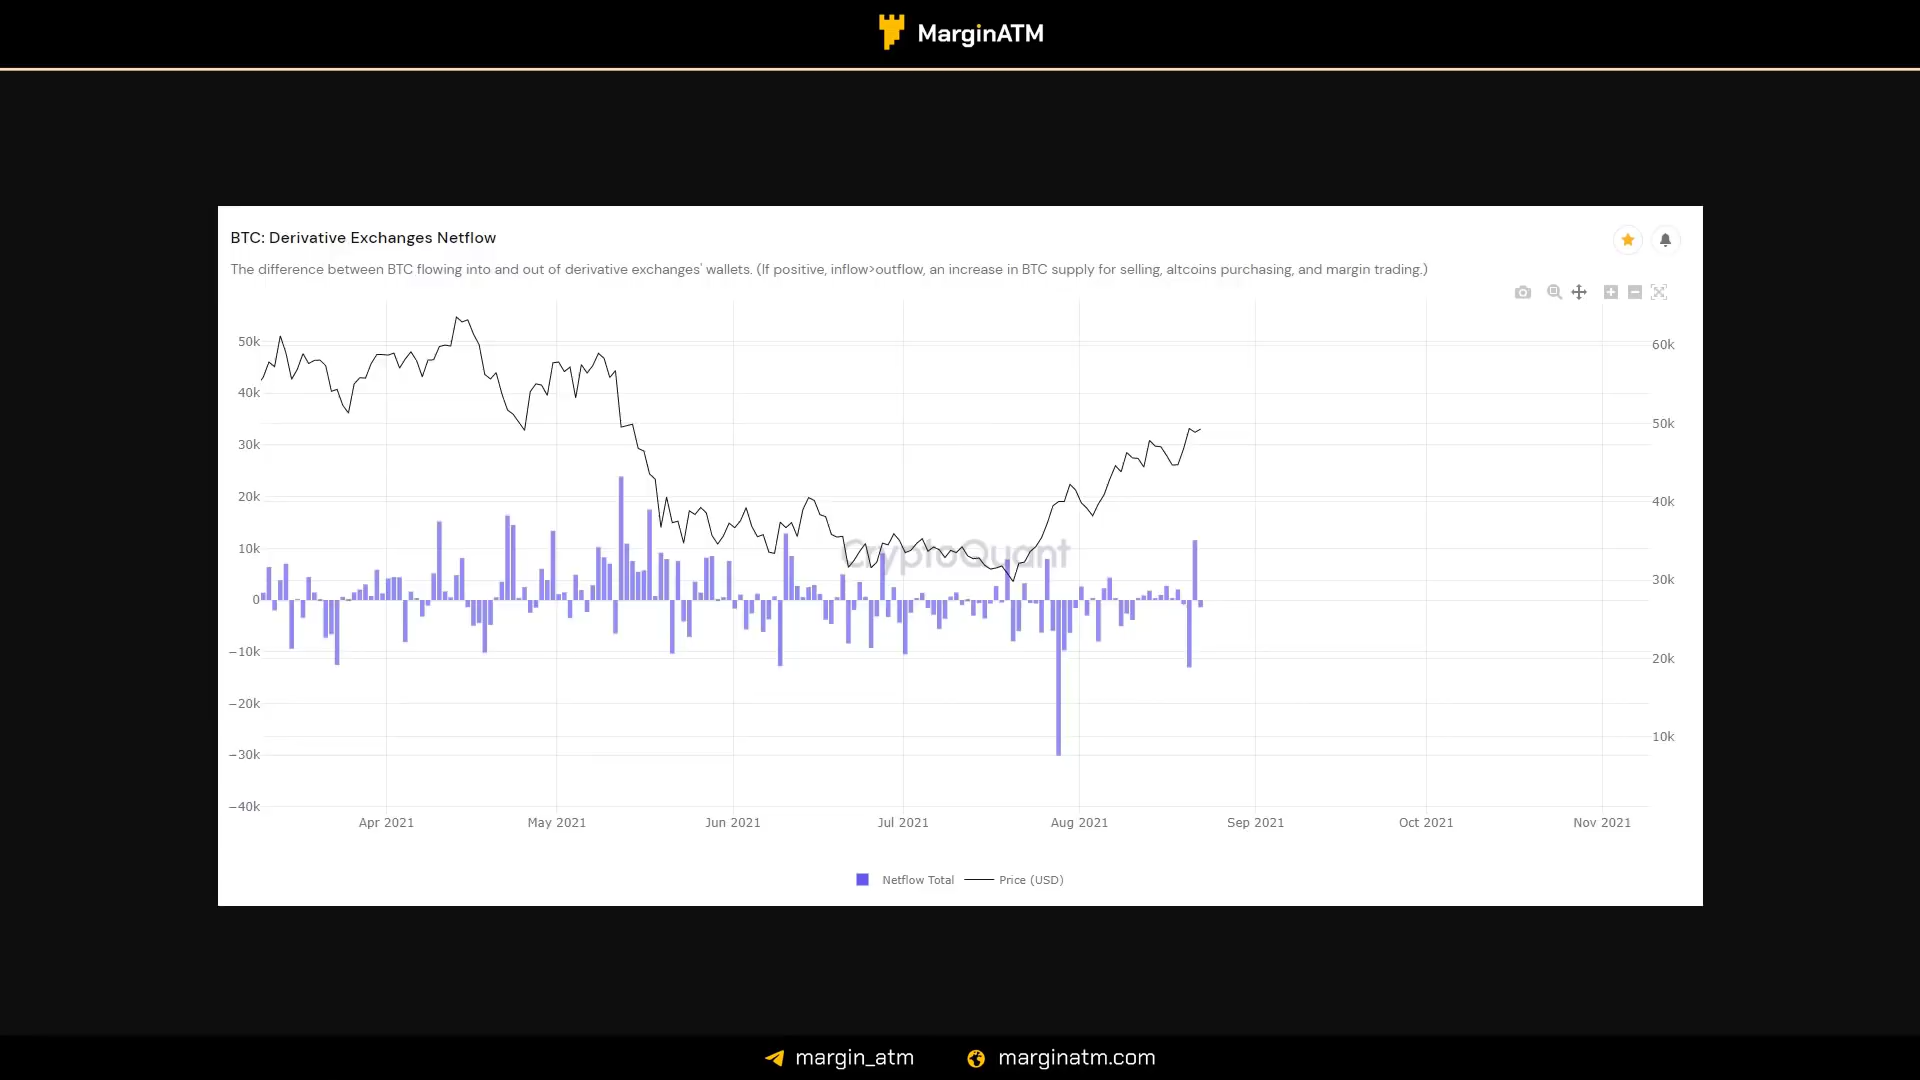 MarginATM
BTC: Derivative Exchanges Netflow
The difference between BTC flowing into and out of derivative exchanges' wallets. (If positive, inflow>outflow, an increase in BTC supply for selling, altcoins purchasing, and margin trading.)
50k
40k
30k
20k
10k
0
−10k
−20k
−30k
−40k
60k
50k
40k
30k
20k
10k
CryptoQuant
Apr 2021
May 2021
Jun 2021
Jul 2021
Aug 2021
Sep 2021
Oct 2021
Nov 2021
Netflow Total
Price (USD)
margin_atm
marginatm.com